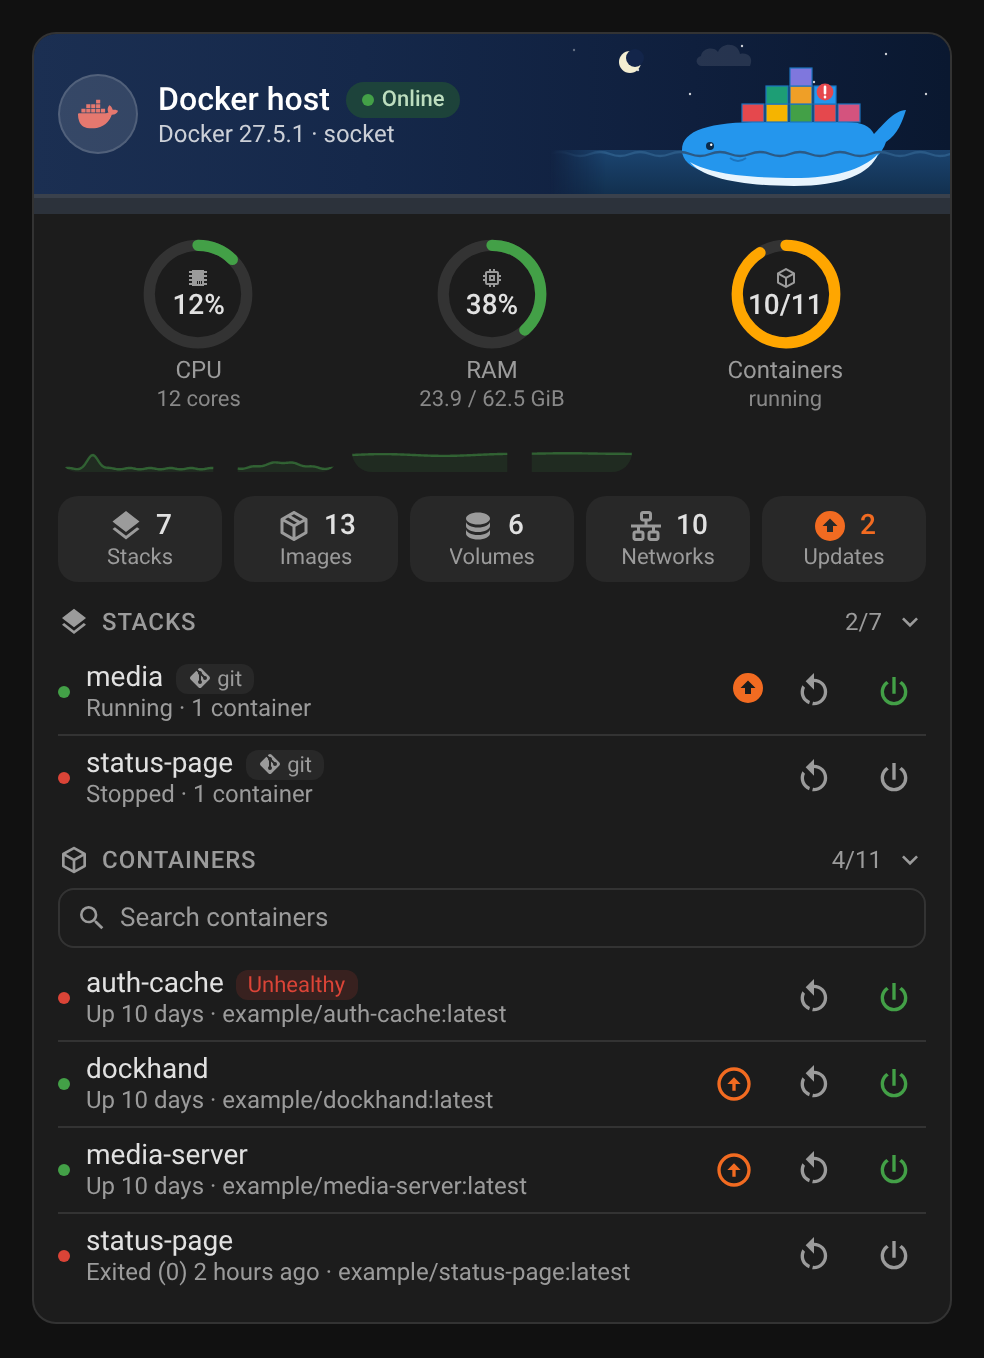 Docker host
Online
Docker 27.5.1 · socket
12%
CPU
12 cores
38%
RAM
23.9 / 62.5 GiB
10/11
Containers
running
7
Stacks
13
Images
6
Volumes
10
Networks
2
Updates
STACKS 2/7
media git
Running · 1 container
status-page git
Stopped · 1 container
CONTAINERS 4/11
Search containers
auth-cache Unhealthy
Up 10 days · example/auth-cache:latest
dockhand
Up 10 days · example/dockhand:latest
media-server
Up 10 days · example/media-server:latest
status-page
Exited (0) 2 hours ago · example/status-page:latest